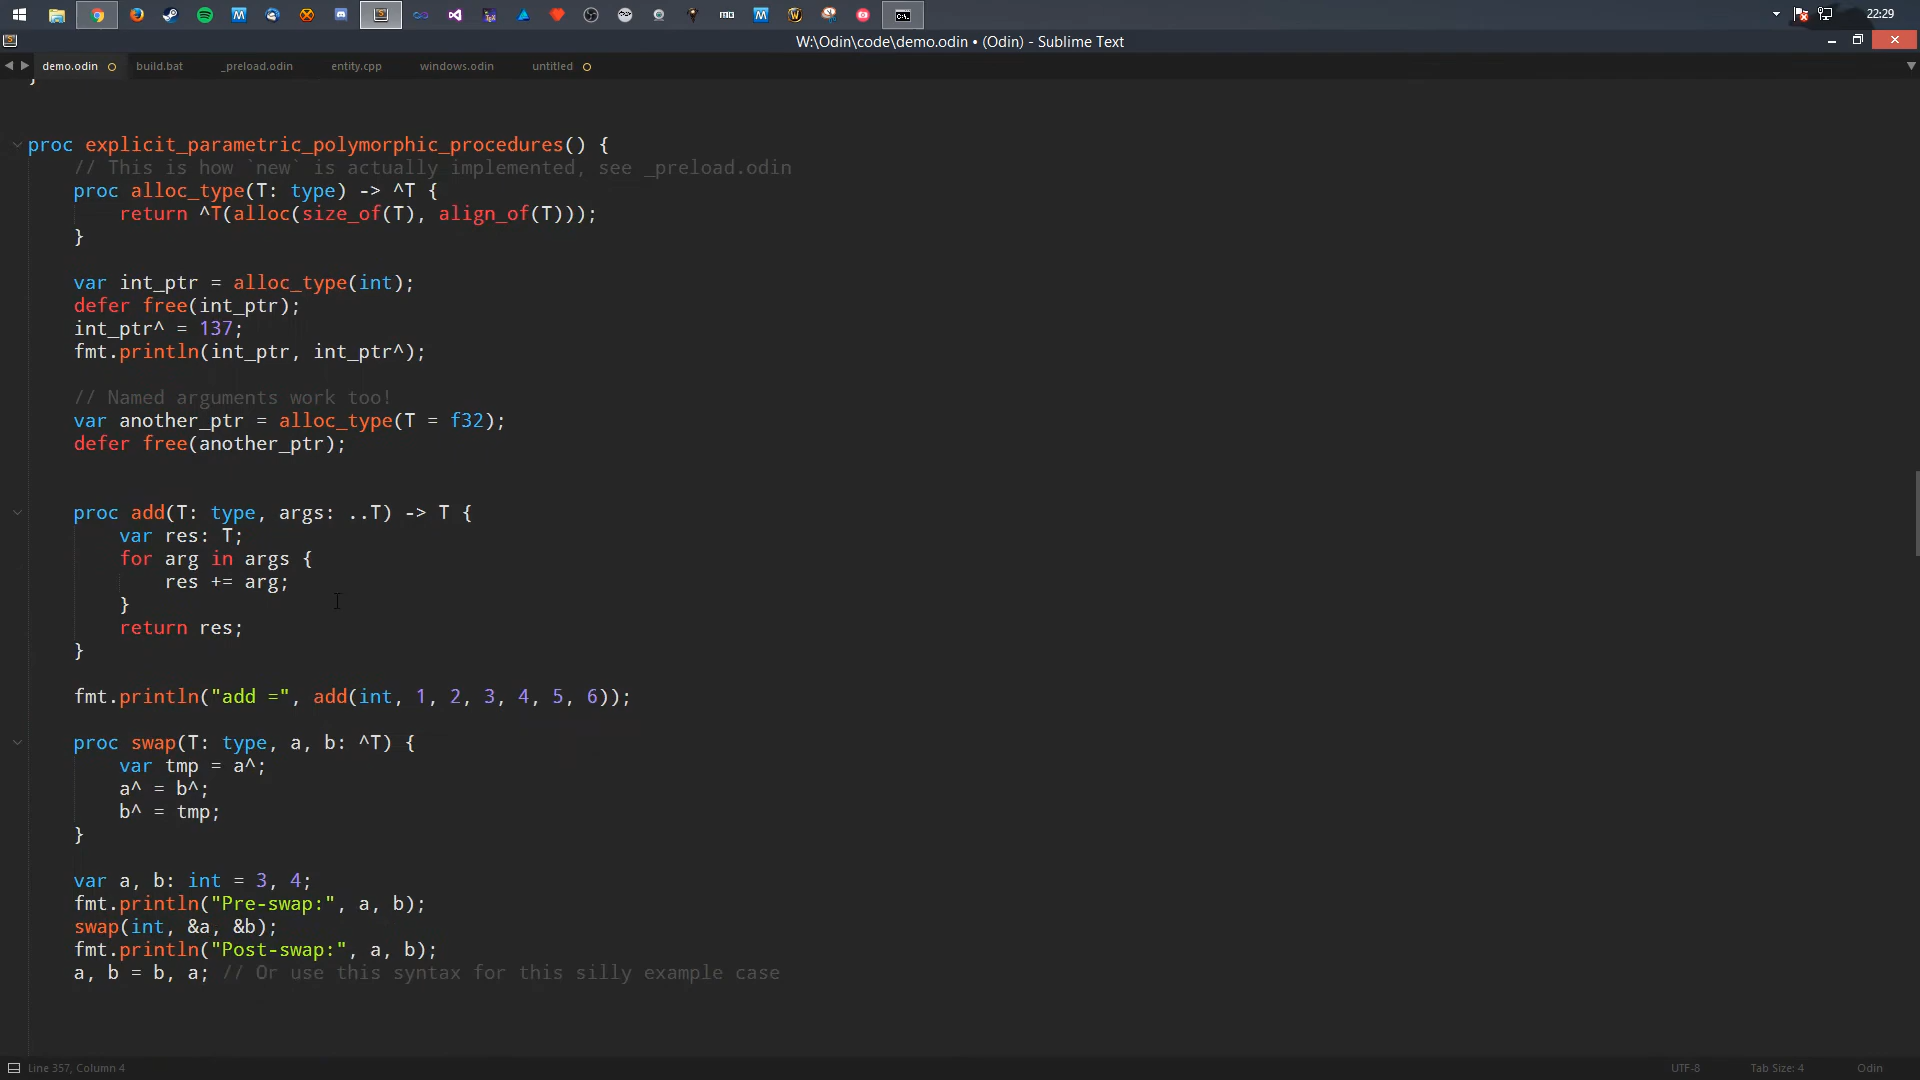 22:29
W:\Odin\code\demo.odin • (Odin) - Sublime Text
demo.odin build.bat _preload.odin entity.cpp windows.odin untitled
}
proc explicit_parametric_polymorphic_procedures() {
// This is how `new` is actually implemented, see _preload.odin
proc alloc_type(T: type) -> ^T {
return ^T(alloc(size_of(T), align_of(T)));
}
var int_ptr = alloc_type(int);
defer free(int_ptr);
int_ptr^ = 137;
fmt.println(int_ptr, int_ptr^);
// Named arguments work too!
var another_ptr = alloc_type(T = f32);
defer free(another_ptr);
proc add(T: type, args: ..T) -> T {
var res: T;
for arg in args {
res += arg;
}
return res;
}
fmt.println("add =", add(int, 1, 2, 3, 4, 5, 6));
proc swap(T: type, a, b: ^T) {
var tmp = a^;
a^ = b^;
b^ = tmp;
}
var a, b: int = 3, 4;
fmt.println("Pre-swap:", a, b);
swap(int, &a, &b);
fmt.println("Post-swap:", a, b);
a, b = b, a; // Or use this syntax for this silly example case
Line 357, Column 4 UTF-8 Tab Size: 4 Odin